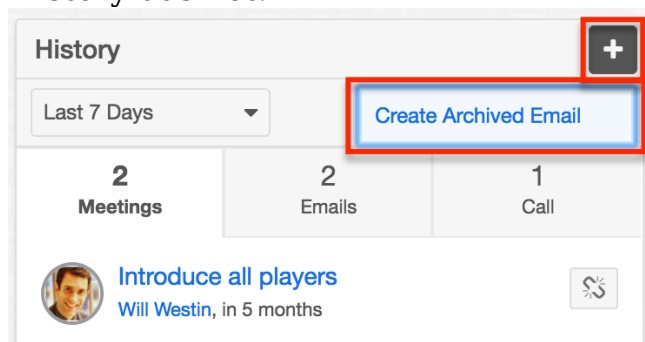 History
+
Last 7 Days
Create Archived Email
2 2 1
Meetings Emails Call
Introduce all players
Will Westin, in 5 months